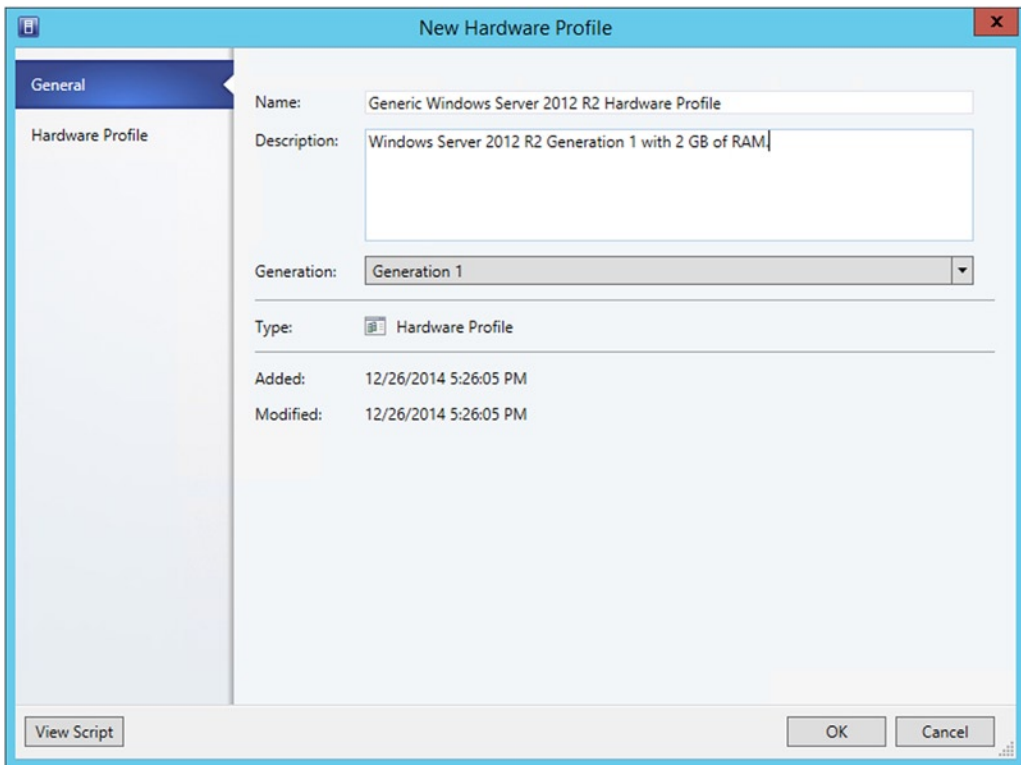 New Hardware Profile
x
General
Hardware Profile
Name: Generic Windows Server 2012 R2 Hardware Profile
Description: Windows Server 2012 R2 Generation 1 with 2 GB of RAM.
Generation: Generation 1
Type: Hardware Profile
Added: 12/26/2014 5:26:05 PM
Modified: 12/26/2014 5:26:05 PM
View Script OK Cancel